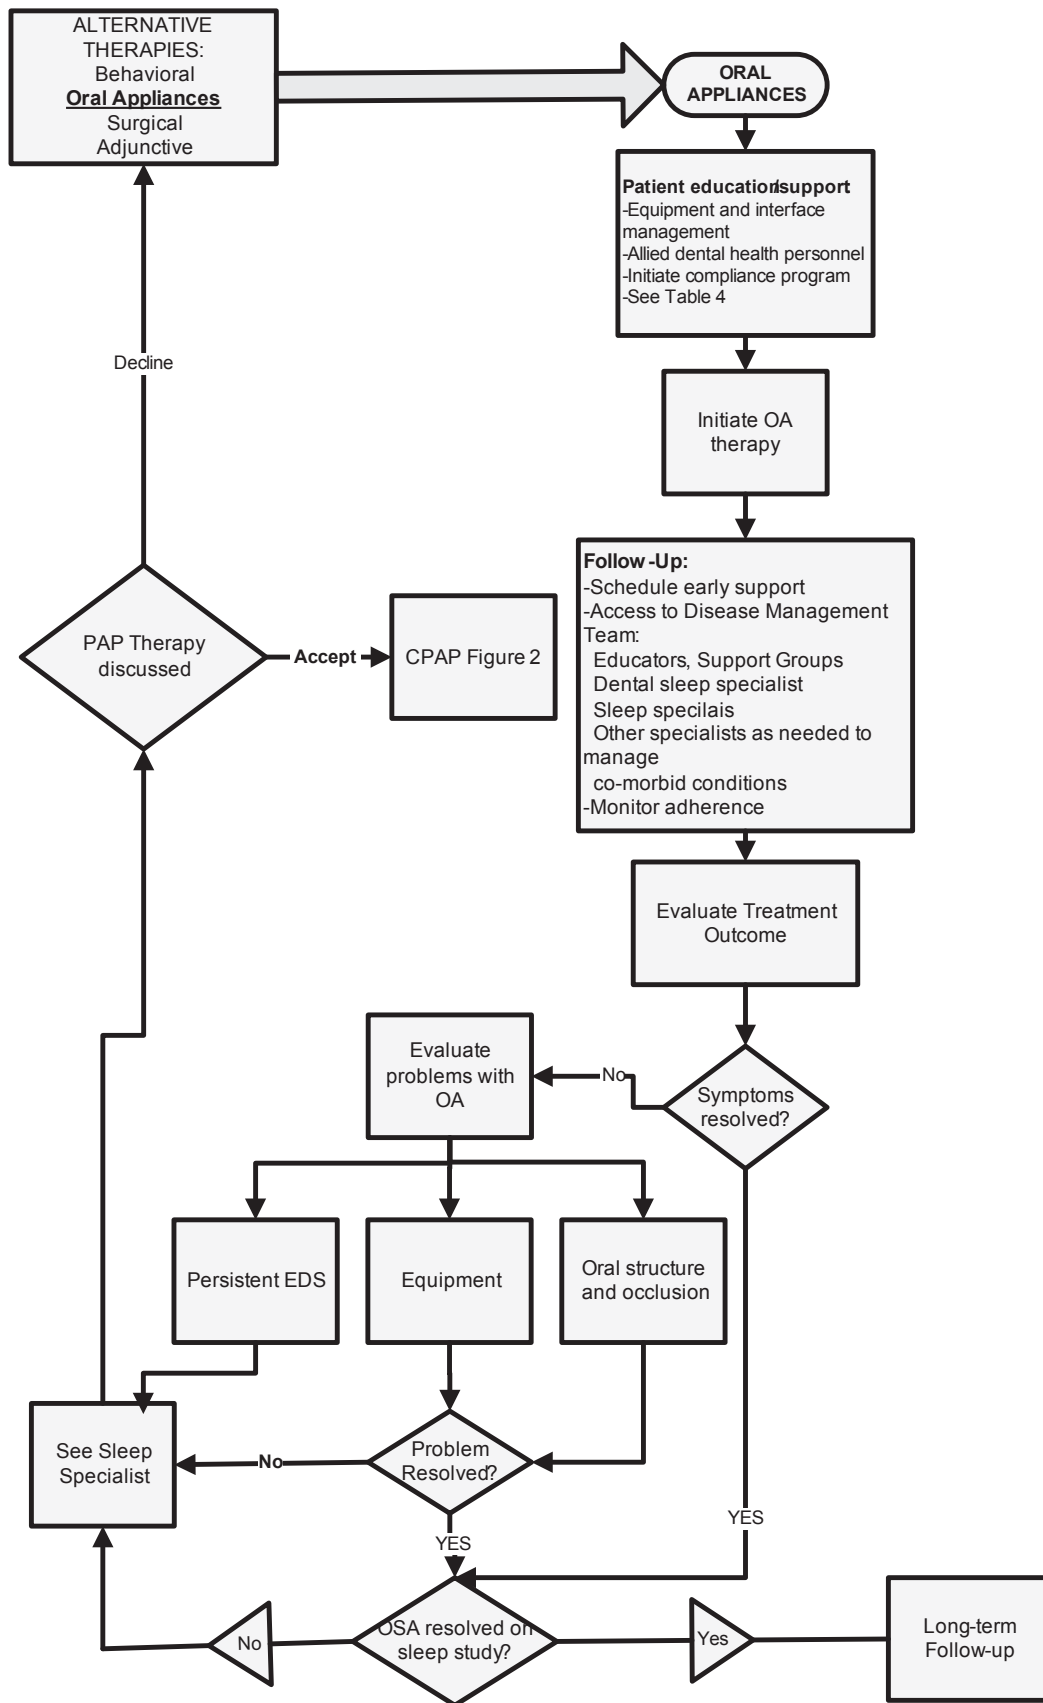 ALTERNATIVE
THERAPIES:
Behavioral
Oral Appliances
Surgical
Adjunctive
ORAL
APPLIANCES
Patient education/support
-Equipment and interface
management
-Allied dental health personnel
-Initiate compliance program
-See Table 4
Decline
Initiate OA
therapy
Follow-Up:
-Schedule early support
-Access to Disease Management
Team:
Educators, Support Groups
Dental sleep specialist
Sleep specilais
Other specialists as needed to
manage
co-morbid conditions
-Monitor adherence
PAP Therapy
discussed
Accept
CPAP Figure 2
Evaluate Treatment
Outcome
Evaluate
problems with
OA
No
Symptoms
resolved?
Persistent EDS
Equipment
Oral structure
and occlusion
See Sleep
Specialist
No
Problem
Resolved?
YES
YES
No
OSA resolved on
sleep study?
Yes
Long-term
Follow-up